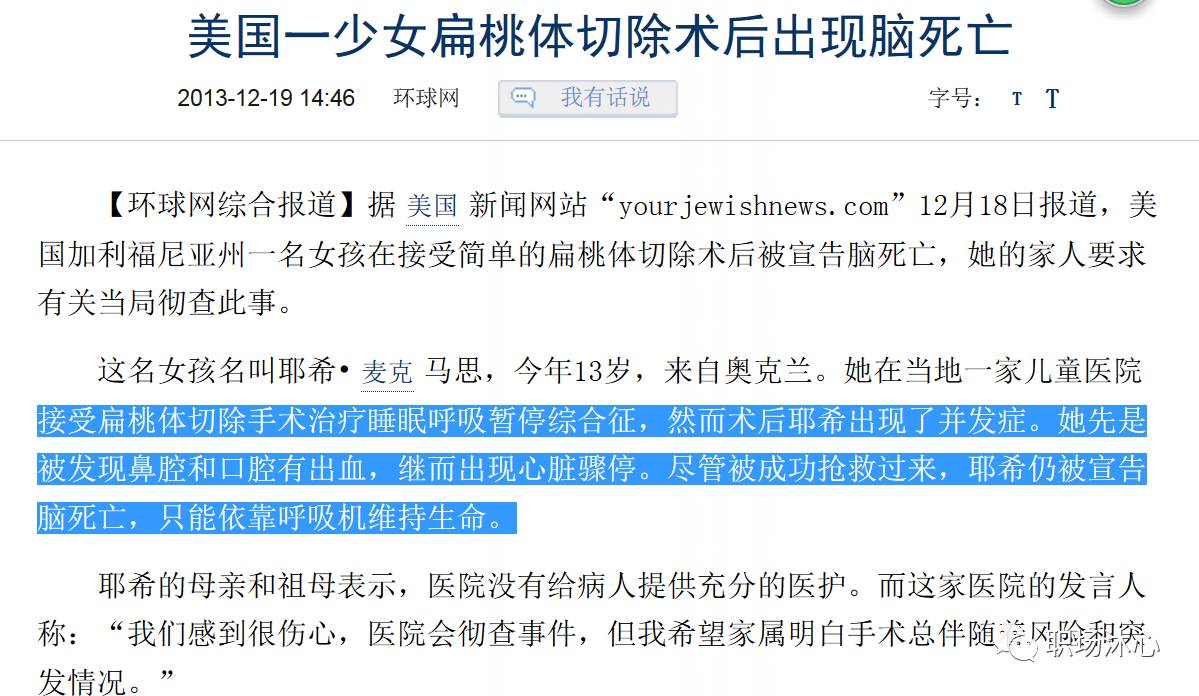 美国一少女扁桃体切除术后出现脑死亡
2013-12-19 14:46 环球网 我有话说 字号： T T
【环球网综合报道】据 美国 新闻网站“yourjewishnews.com”12月18日报道，美
国加利福尼亚州一名女孩在接受简单的扁桃体切除术后被宣告脑死亡，她的家人要求
有关当局彻查此事。
这名女孩名叫耶希• 麦克 马思，今年13岁，来自奥克兰。她在当地一家儿童医院
接受扁桃体切除手术治疗睡眠呼吸暂停综合征，然而术后耶希出现了并发症。她先是
被发现鼻腔和口腔有出血，继而出现心脏骤停。尽管被成功抢救过来，耶希仍被宣告
脑死亡，只能依靠呼吸机维持生命。
耶希的母亲和祖母表示，医院没有给病人提供充分的医护。而这家医院的发言人
称：“我们感到很伤心，医院会彻查事件，但我希望家属明白手术总伴随着风险和突
发情况。”
职场沐心